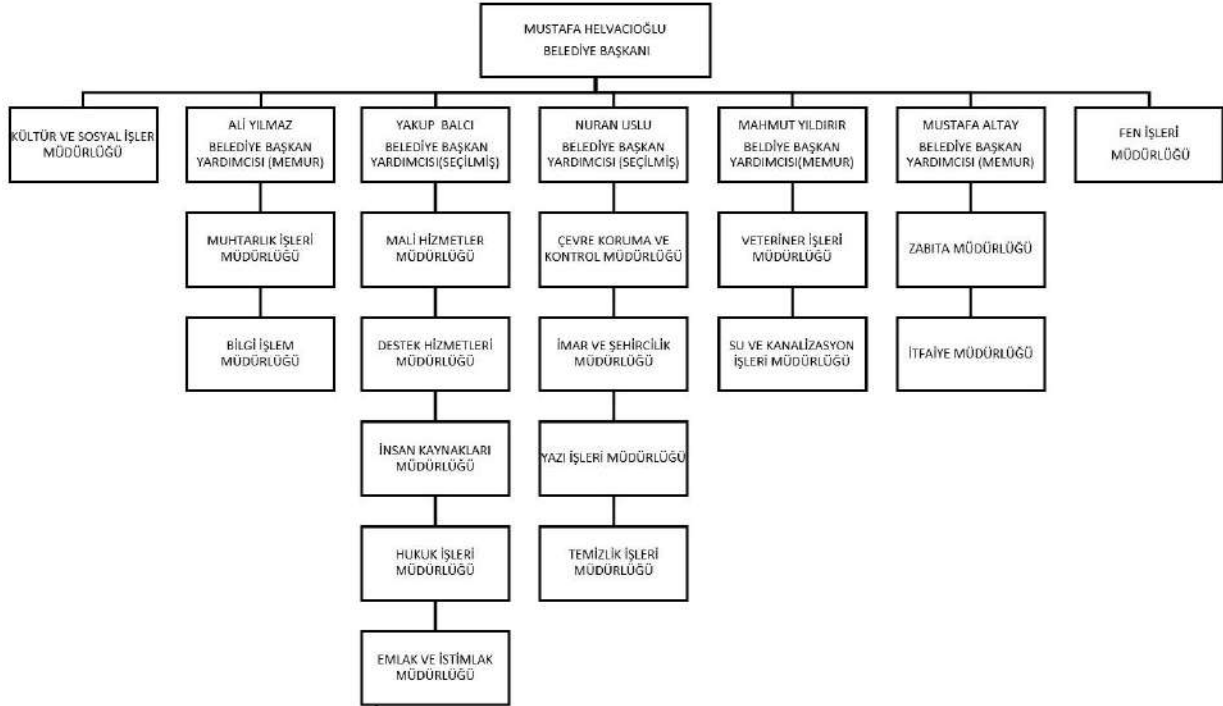 MUSTAFA HELVACIOĞLU
BELEDİYE BAŞKANI
KÜLTÜR VE SOSYAL İŞLER
MÜDÜRLÜĞÜ
ALİ YILMAZ
BELEDİYE BAŞKAN
YARDIMCISI (MEMUR)
YAKUP BALCI
BELEDİYE BAŞKAN
YARDIMCISI(SEÇİLMİŞ)
NURAN USLU
BELEDİYE BAŞKAN
YARDIMCISI (SEÇİLMİŞ)
MAHMUT YILDIRIR
BELDİYE BAŞKAN
YARDIMCISI(MEMUR)
MUSTAFA ALTAY
BELEDİYE BAŞKAN
YARDIMCISI (MEMUR)
FEN İŞLERİ
MÜDÜRLÜĞÜ
MUHTARLIK İŞLERİ
MÜDÜRLÜĞÜ
MALİ HİZMETLER
MÜDÜRLÜĞÜ
ÇEVRE KORUMA VE
KONTROL MÜDÜRLÜĞÜ
VETERİNER İŞLERİ
MÜDÜRLÜĞÜ
ZABITA MÜDÜRLÜĞÜ
BİLGİ İŞLEM
MÜDÜRLÜĞÜ
DESTEK HİZMETLERİ
MÜDÜRLÜĞÜ
İMAR VE ŞEHİRCİLİK
MÜDÜRLÜĞÜ
SU VE KANALİZASYON
İŞLERİ MÜDÜRLÜĞÜ
İTFAİYE MÜDÜRLÜĞÜ
İNSAN KAYNAKLARI
MÜDÜRLÜĞÜ
YAZI İŞLERİ MÜDÜRLÜĞÜ
HUKUK İŞLERİ
MÜDÜRLÜĞÜ
TEMİZLİK İŞLERİ
MÜDÜRLÜĞÜ
EMLAK VE İSTİMLAK
MÜDÜRLÜĞÜ